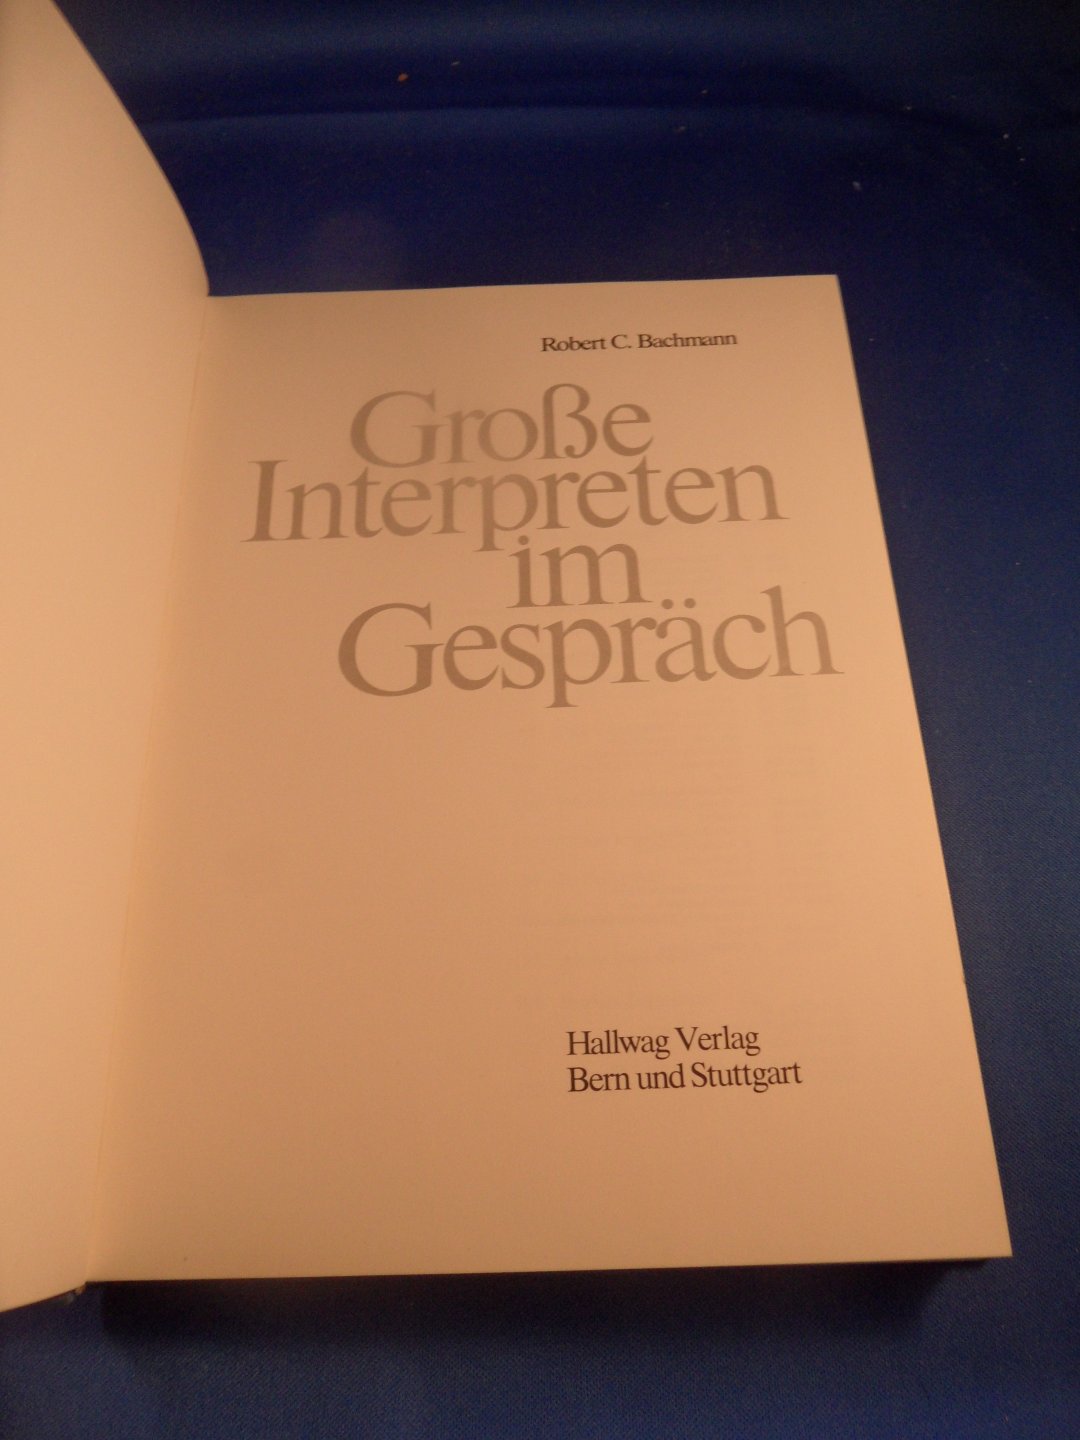 Robert C. Bachmann
Große
Interpreten
im
Gespräch
Hallwag Verlag
Bern und Stuttgart